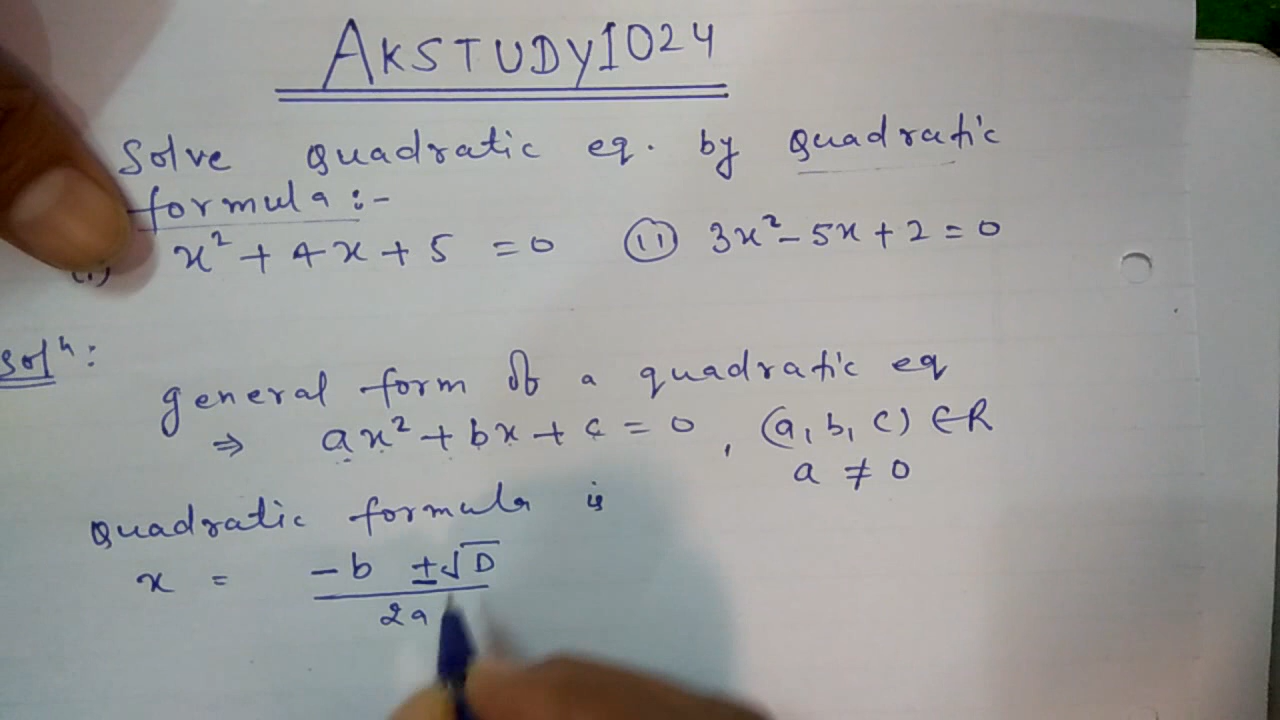 AKSTUDY1024
Solve quadratic eq. by quadratic
formula :-
(i) x² + 4x + 5 = 0 (11) 3x² - 5x + 2 = 0
Solⁿ :
general form of a quadratic eq
⇒ ax² + bx + c = 0 , (a, b, c) ∈ R
a ≠ 0
Quadratic formula is
x = -b ± √D
2a